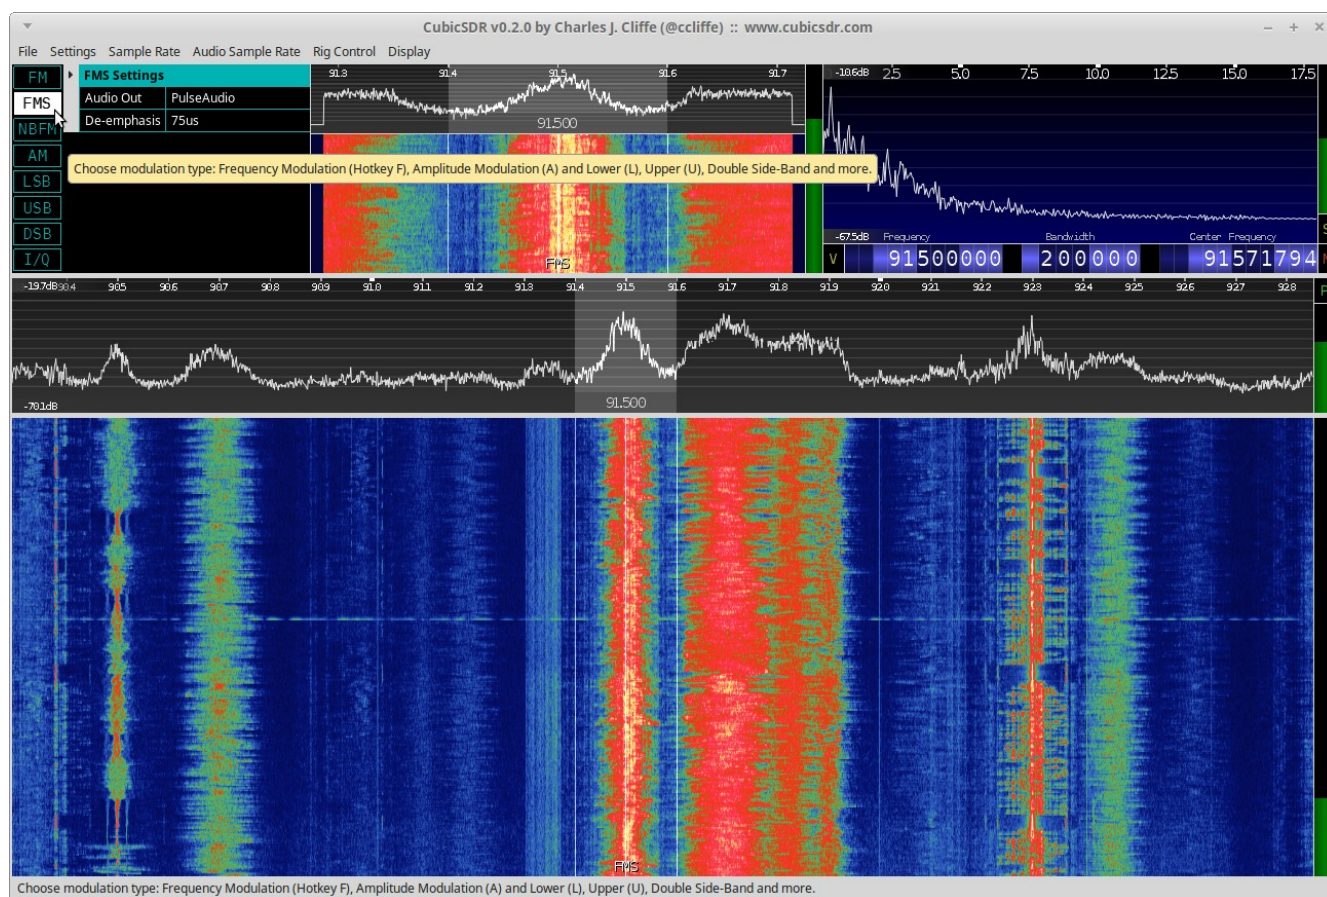 CubicSDR v0.2.0 by Charles J. Cliffe (@ccliffe) :: www.cubicsdr.com
File Settings Sample Rate Audio Sample Rate Rig Control Display
FM
FMS
NBFM
AM
LSB
USB
DSB
I/Q
FMS Settings
Audio Out PulseAudio
De-emphasis 75us
91.3 91.4 91.5 91.6 91.7
91.500
FMS
-10.6dB 2.5 5.0 7.5 10.0 12.5 15.0 17.5
Choose modulation type: Frequency Modulation (Hotkey F), Amplitude Modulation (A) and Lower (L), Upper (U), Double Side-Band and more.
-67.5dB Frequency Bandwidth Center Frequency
V 91500000 200000 91571794
-19.7dB 90.4 90.5 90.6 90.7 90.8 90.9 91.0 91.1 91.2 91.3 91.4 91.5 91.6 91.7 91.8 91.9 92.0 92.1 92.2 92.3 92.4 92.5 92.6 92.7 92.8
91.500
-70.1dB
FMS
Choose modulation type: Frequency Modulation (Hotkey F), Amplitude Modulation (A) and Lower (L), Upper (U), Double Side-Band and more.